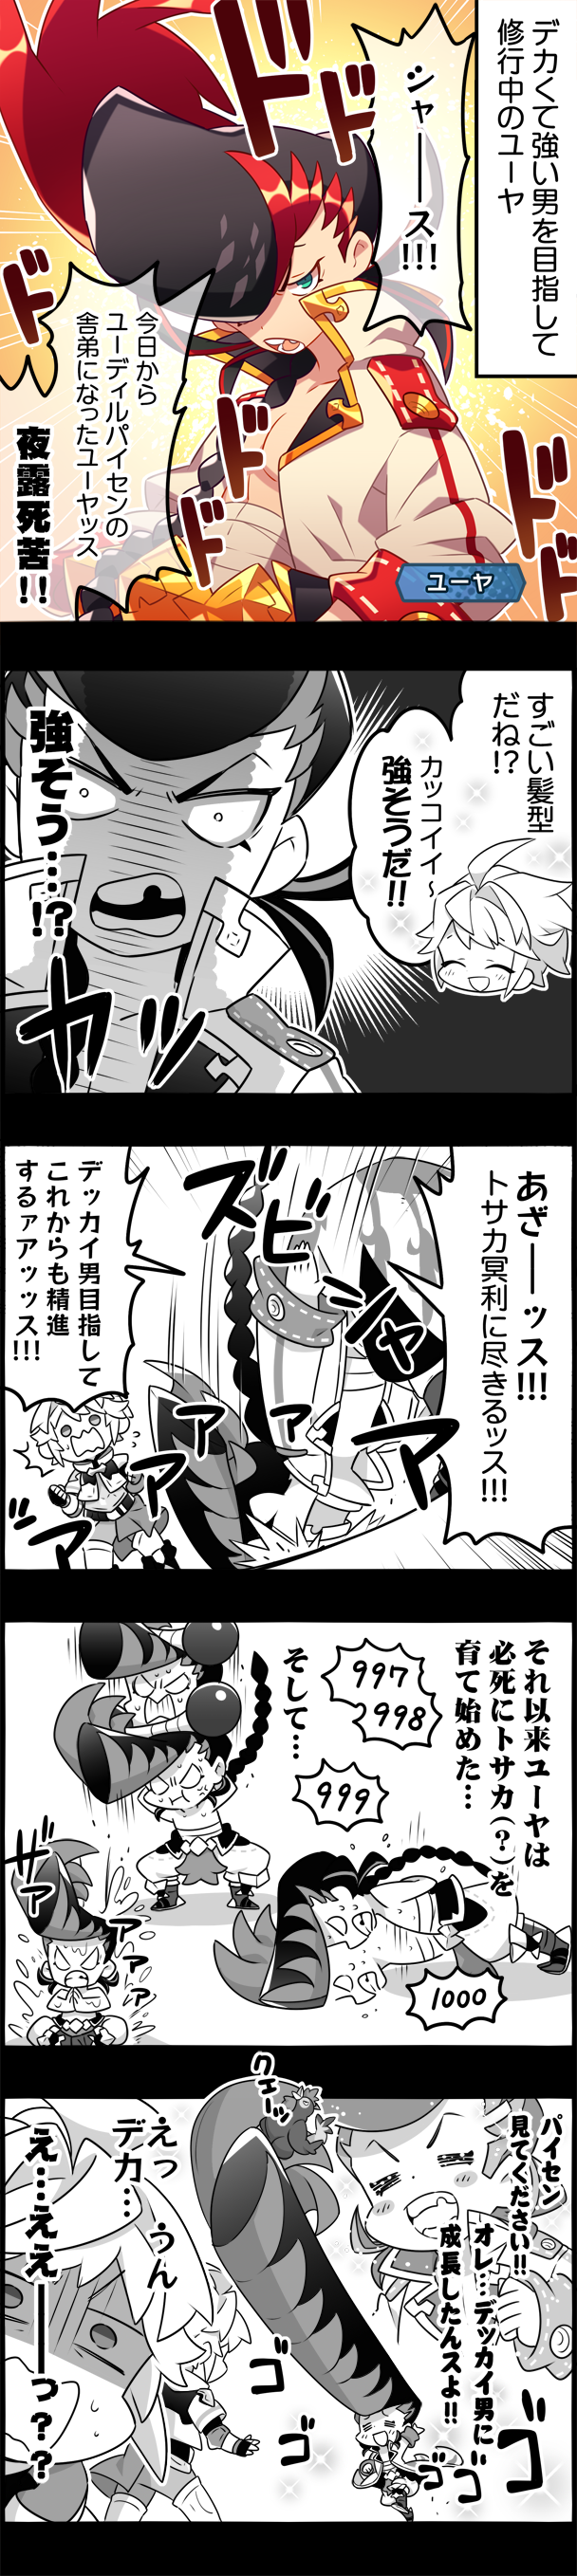 デカくて強い男を目指して
修行中のユーヤ
シャーース!!!
ドド
ド
ドド
ドド
今日から
ユーディルパイセンの
舎弟になったユーヤッス
夜露死苦!!
ユーヤ
すごい髪型
だね!?
カッコイイ〜
強そうだ!!
強そう…!?
カッ
あざーーッス!!!
トサカ冥利に尽きるッス!!!
ズビシャアアアアアア
デッカイ男目指して
これからも精進
するァアッッス!!!
それ以来ユーヤは
必死にトサカ(?)を
育て始めた…
997
998
999
そして…
1000
ザアアアア
パイセン
見てください!!
オレ…デッカイ男に
成長したんスよ!!
クエーッ
ゴゴゴゴゴ
えっ うん
デカ…
え…ええーーっ??